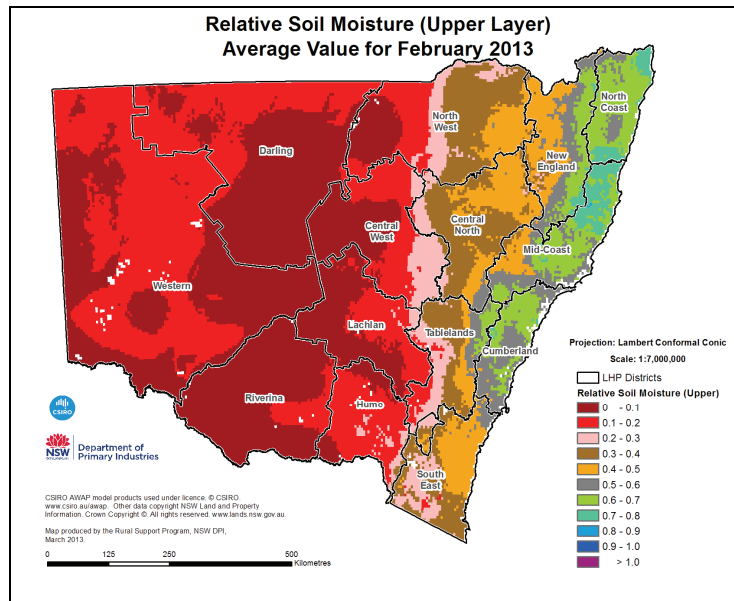 Relative Soil Moisture (Upper Layer)
Average Value for February 2013
North
Coast
North
West
Darling
New
England
Central
West
Central
North
Mid-Coast
Western
Lachlan
Tablelands
Cumberland
Riverina
Hume
South
East
Projection: Lambert Conformal Conic
Scale: 1:7,000,000
LHP Districts
Relative Soil Moisture (Upper)
0 - 0.1
0.1 - 0.2
0.2 - 0.3
0.3 - 0.4
0.4 - 0.5
0.5 - 0.6
0.6 - 0.7
0.7 - 0.8
0.8 - 0.9
0.9 - 1.0
> 1.0
CSIRO
NSW
Department of
Primary Industries
CSIRO AWAP model products used under licence. © CSIRO.
www.csiro.au/awap. Other data copyright NSW Land and Property
Information. Crown Copyright ©. All rights reserved. www.lands.nsw.gov.au.
Map produced by the Rural Support Program, NSW DPI,
March 2013.
0 125 250 500
Kilometres